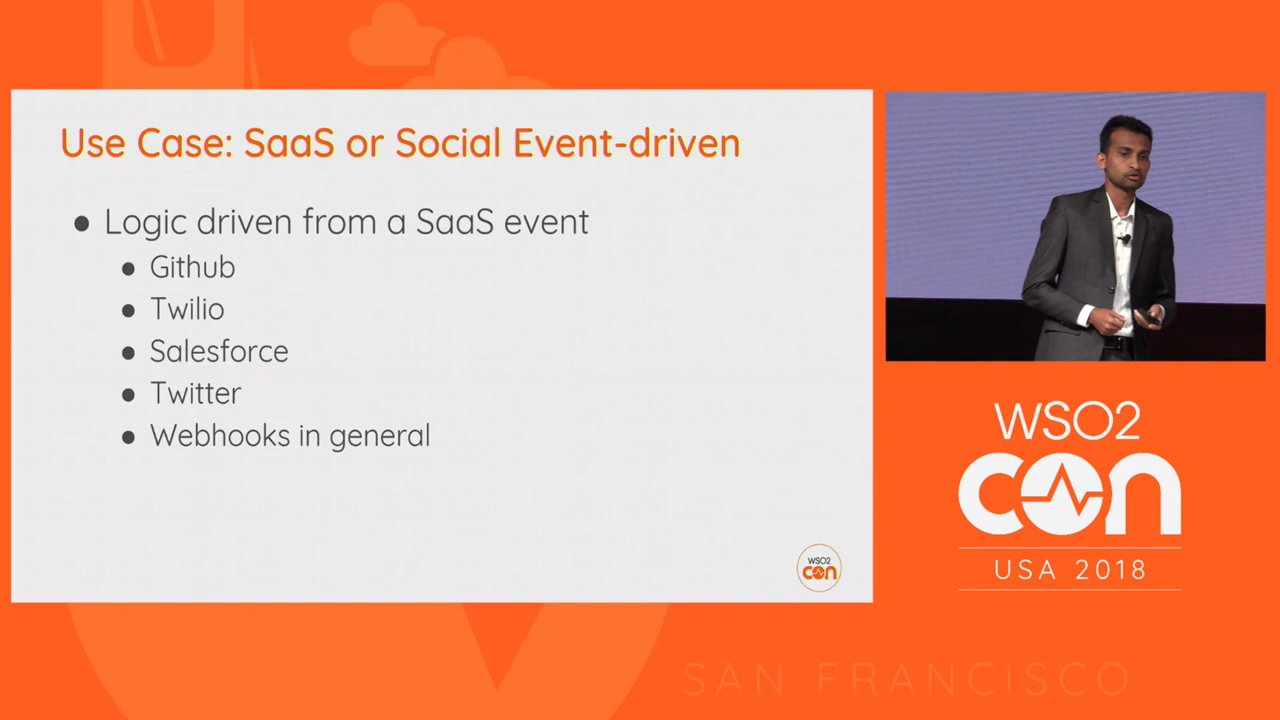 Use Case: SaaS or Social Event-driven
● Logic driven from a SaaS event
● Github
● Twilio
● Salesforce
● Twitter
● Webhooks in general
WSO2
con
WSO2
con
USA 2018
SAN FRANCISCO